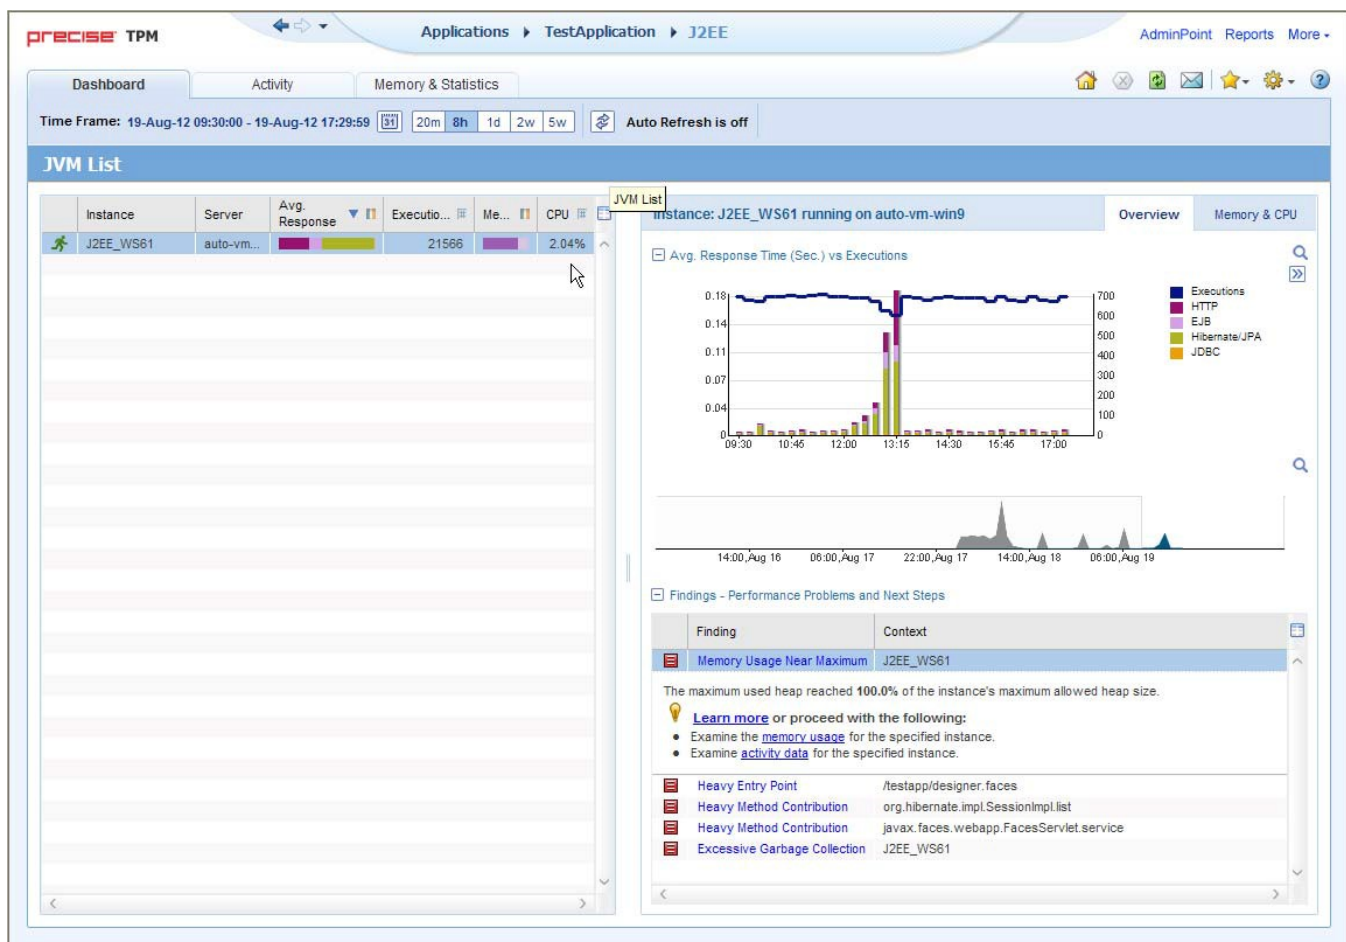 precise TPM
Applications TestApplication J2EE
AdminPoint Reports More
Dashboard Activity Memory & Statistics
Time Frame: 19-Aug-12 09:30:00 - 19-Aug-12 17:29:59 31 20m 8h 1d 2w 5w Auto Refresh is off
JVM List
JVM List
Instance Server Avg. Response Executio... Me... CPU
J2EE_WS61 auto-vm... 21566 2.04%
Instance: J2EE_WS61 running on auto-vm-win9
Overview Memory & CPU
Avg. Response Time (Sec.) vs Executions
0.18
0.14
0.11
0.07
0.04
0
700
600
500
400
300
200
100
0
09:30 10:45 12:00 13:15 14:30 15:45 17:00
Executions
HTTP
EJB
Hibernate/JPA
JDBC
14:00,Aug 16 06:00,Aug 17 22:00,Aug 17 14:00,Aug 18 06:00,Aug 19
Findings - Performance Problems and Next Steps
Finding Context
Memory Usage Near Maximum J2EE_WS61
The maximum used heap reached 100.0% of the instance's maximum allowed heap size.
Learn more or proceed with the following:
Examine the memory usage for the specified instance.
Examine activity data for the specified instance.
Heavy Entry Point /testapp/designer.faces
Heavy Method Contribution org.hibernate.impl.SessionImpl.list
Heavy Method Contribution javax.faces.webapp.FacesServlet.service
Excessive Garbage Collection J2EE_WS61